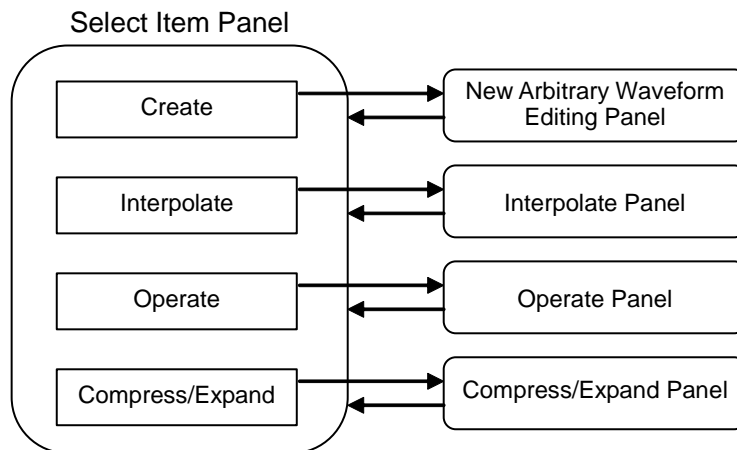 Select Item Panel
Create
New Arbitrary Waveform
Editing Panel
Interpolate
Interpolate Panel
Operate
Operate Panel
Compress/Expand
Compress/Expand Panel